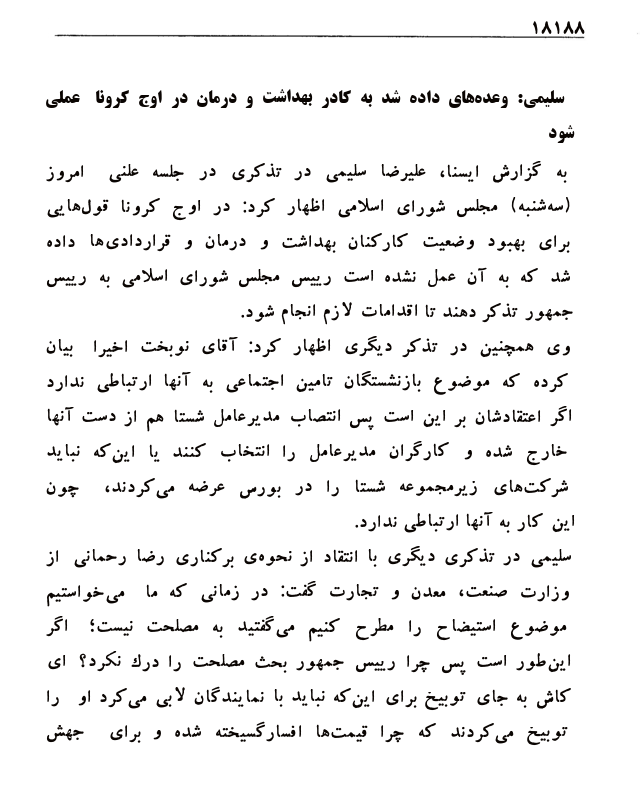 ۱۸۱۸۸
سلیمی: وعده‌های داده شد به کادر بهداشت و درمان در اوج کرونا عملی
شود
به گزارش ایسنا، علیرضا سلیمی در تذکری در جلسه علنی امروز
(سه‌شنبه) مجلس شورای اسلامی اظهار کرد: در اوج کرونا قول‌هایی
برای بهبود وضعیت کارکنان بهداشت و درمان و قراردادی‌ها داده
شد که به آن عمل نشده است رییس مجلس شورای اسلامی به رییس
جمهور تذکر دهند تا اقدامات لازم انجام شود.
وی همچنین در تذکر دیگری اظهار کرد: آقای نوبخت اخیرا بیان
کرده که موضوع بازنشستگان تامین اجتماعی به آنها ارتباطی ندارد
اگر اعتقادشان بر این است پس انتصاب مدیرعامل شستا هم از دست آنها
خارج شده و کارگران مدیرعامل را انتخاب کنند یا این‌که نباید
شرکت‌های زیرمجموعه شستا را در بورس عرضه می‌کردند، چون
این کار به آنها ارتباطی ندارد.
سلیمی در تذکری دیگری با انتقاد از نحوه‌ی برکناری رضا رحمانی از
وزارت صنعت، معدن و تجارت گفت: در زمانی که ما می‌خواستیم
موضوع استیضاح را مطرح کنیم می‌گفتید به مصلحت نیست؛ اگر
این‌طور است پس چرا رییس جمهور بحث مصلحت را درك نکرد؟ ای
کاش به جای توبیخ برای این‌که نباید با نمایندگان لابی می‌کرد او را
توبیخ می‌کردند که چرا قیمت‌ها افسارگسیخته شده و برای جهش